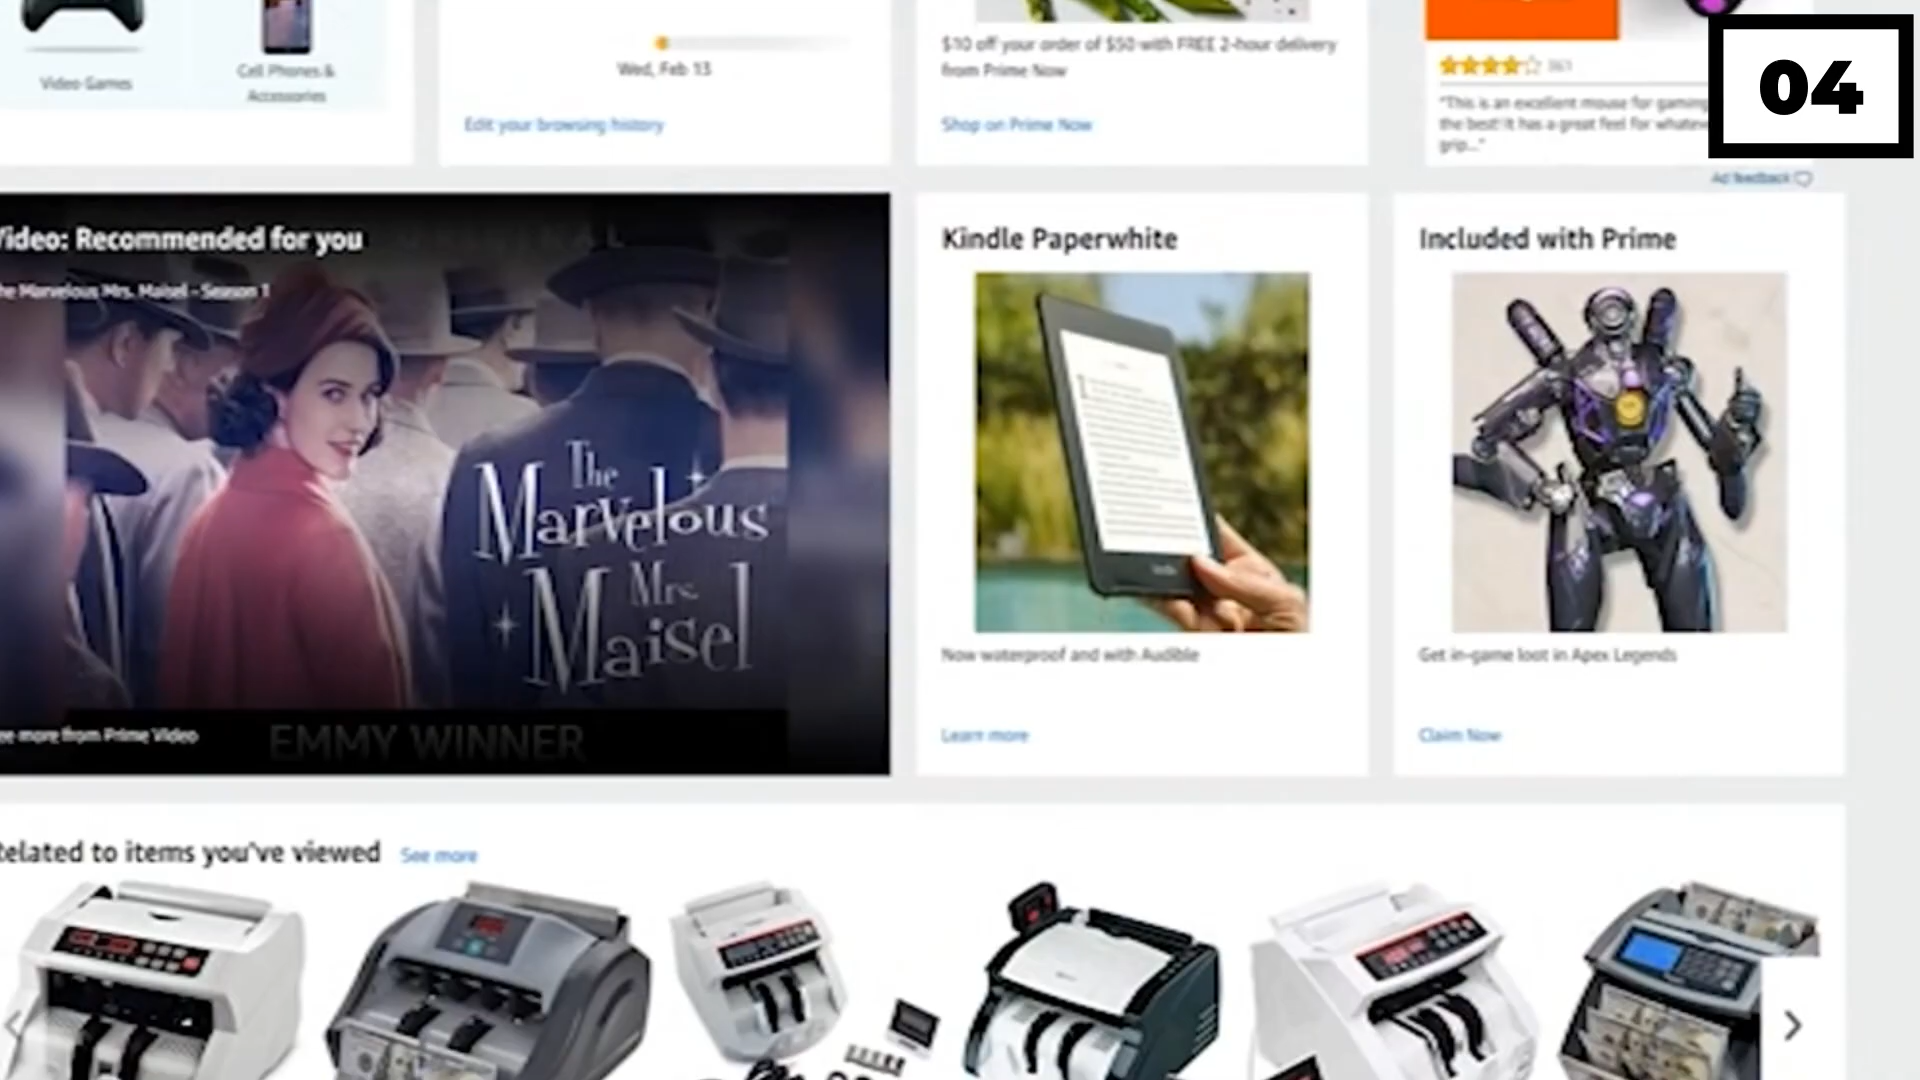 04
Video Games
Cell Phones &
Accessories
Wed, Feb 13
Edit your browsing history
$10 off your order of $50 with FREE 2-hour delivery
from Prime Now
Shop on Prime Now
361
"This is an excellent mouse for gaming
the best! It has a great feel for
grip..."
Ad feedback
Video: Recommended for you
The Marvelous Mrs. Maisel - Season 1
The
Marvelous
Mrs.
Maisel
EMMY WINNER
See more from Prime Video
Kindle Paperwhite
kindle
Now waterproof and with Audible
Learn more
Included with Prime
Get in-game loot in Apex Legends
Claim Now
Related to items you've viewed See more